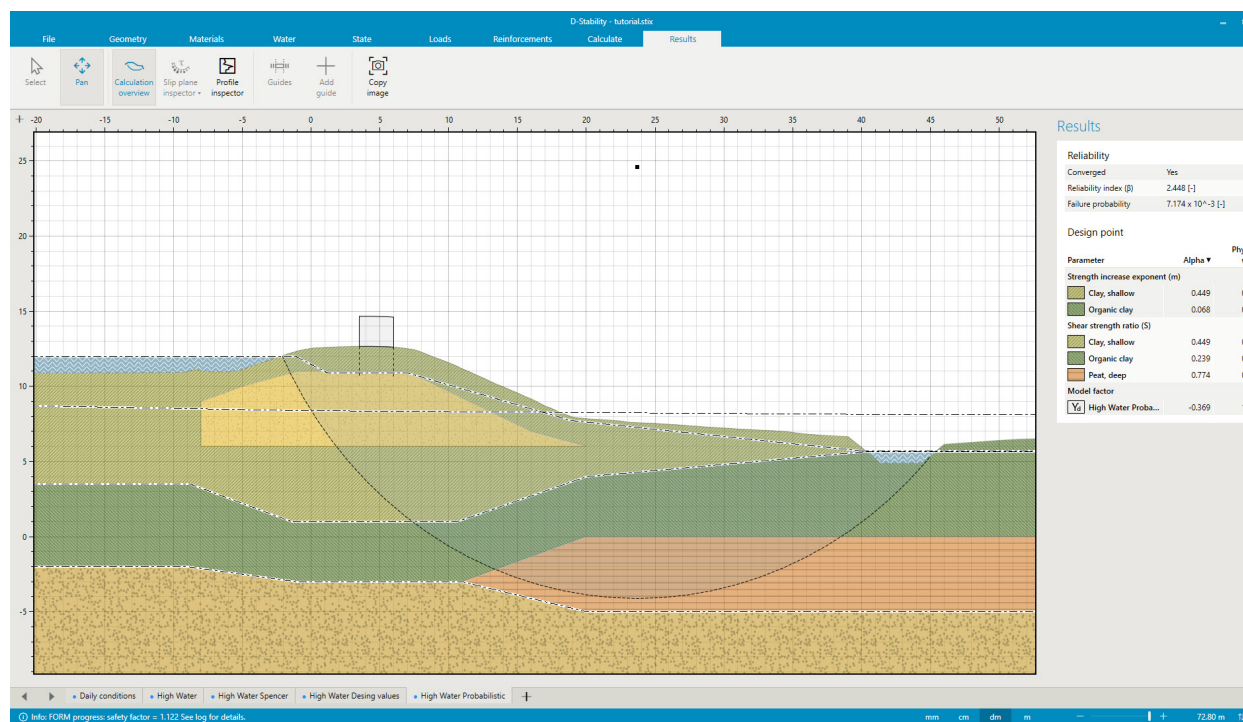 D-Stability - tutorial.stix
File Geometry Materials Water State Loads Reinforcements Calculate Results
Select Pan Calculation overview Slip plane inspector Profile inspector Guides Add guide Copy image
-20 -15 -10 -5 0 5 10 15 20 25 30 35 40 45 50
25
20
15
10
5
0
-5
Results
Reliability
Converged Yes
Reliability index (β) 2.448 [-]
Failure probability 7.174 x 10^-3 [-]
Design point
Parameter Alpha ▼
Strength increase exponent (m)
Clay, shallow 0.449
Organic clay 0.068
Shear strength ratio (S)
Clay, shallow 0.449
Organic clay 0.239
Peat, deep 0.774
Model factor
Yd High Water Proba... -0.369
Daily conditions High Water High Water Spencer High Water Desing values High Water Probabilistic
Info: FORM progress: safety factor = 1.122 See log for details. mm cm dm m 72.80 m